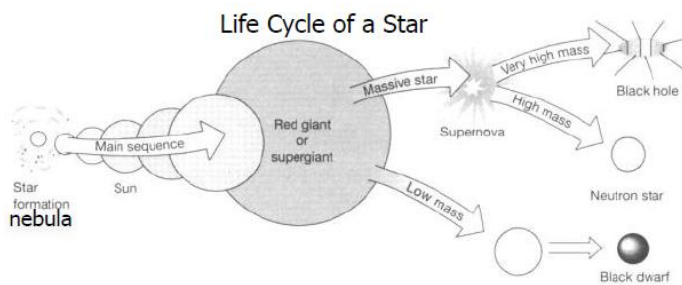 Life Cycle of a Star
Very high mass
Massive star
Black hole
High mass
Supernova
Red giant
or
supergiant
Main sequence
Star
formation
nebula
Sun
Low mass
Neutron star
Black dwarf